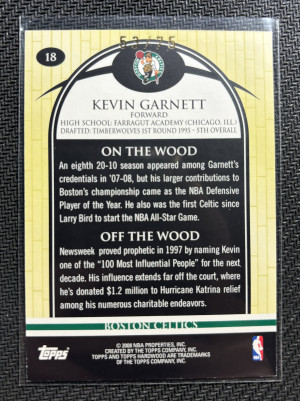 18
KEVIN GARNETT
FORWARD
HIGH SCHOOL: FARRAGUT ACADEMY (CHICAGO, ILL.)
DRAFTED: TIMBERWOLVES 1ST ROUND 1995 – 5TH OVERALL
ON THE WOOD
An eighth 20-10 season appeared among Garnett's
credentials in '07-08, but his larger contributions to
Boston's championship came as the NBA Defensive
Player of the Year. He also was the first Celtic since
Larry Bird to start the NBA All-Star Game.
OFF THE WOOD
Newsweek proved prophetic in 1997 by naming Kevin
one of the "100 Most Influential People" for the next
decade. His influence extends far off the court, where
he's donated $1.2 million to Hurricane Katrina relief
among his numerous charitable endeavors.
BOSTON CELTICS
© 2008 NBA PROPERTIES, INC.
CREATED BY THE TOPPS COMPANY, INC.
TOPPS AND TOPPS HARDWOOD ARE TRADEMARKS
OF THE TOPPS COMPANY, INC.
Topps